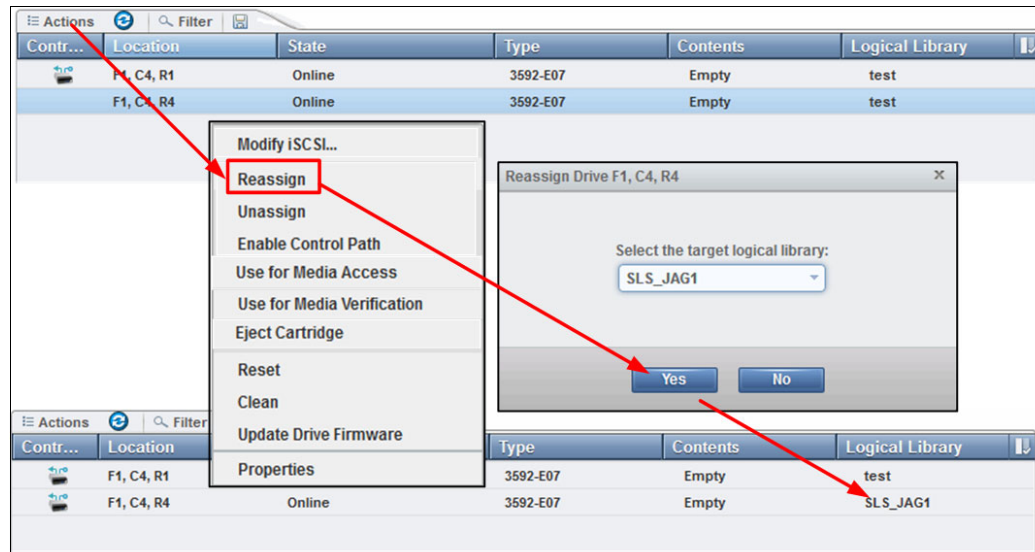 Actions Filter
Contr... Location State Type Contents Logical Library
F1, C4, R1 Online 3592-E07 Empty test
F1, C4, R4 Online 3592-E07 Empty test
Modify iSCSI...
Reassign
Unassign
Enable Control Path
Use for Media Access
Use for Media Verification
Eject Cartridge
Reset
Clean
Update Drive Firmware
Properties
Reassign Drive F1, C4, R4 x
Select the target logical library:
SLS_JAG1
Yes No
Actions Filter
Contr... Location Type Contents Logical Library
F1, C4, R1 3592-E07 Empty test
F1, C4, R4 Online 3592-E07 Empty SLS_JAG1